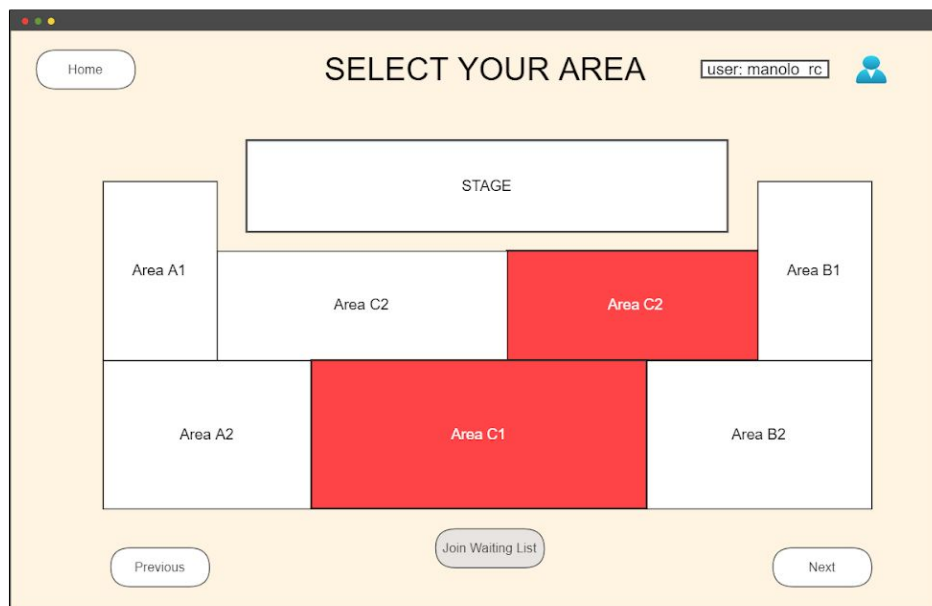 Home
SELECT YOUR AREA
user: manolo_rc
STAGE
Area A1
Area B1
Area C2
Area C2
Area A2
Area C1
Area B2
Join Waiting List
Previous
Next